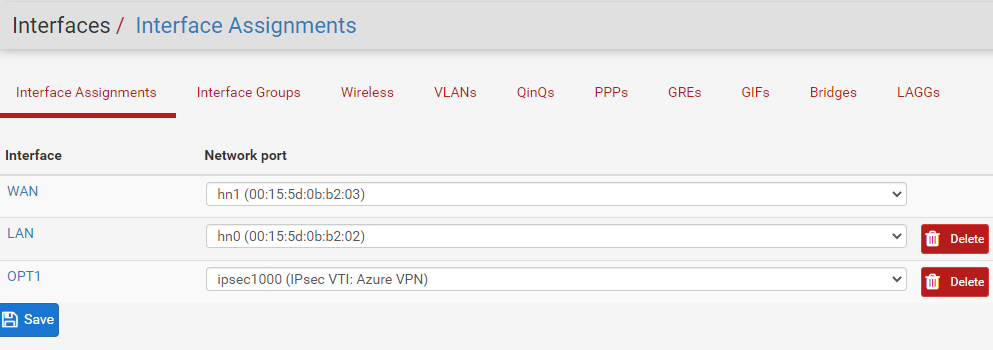 Interfaces / Interface Assignments
Interface Assignments Interface Groups Wireless VLANs QinQs PPPs GREs GIFs Bridges LAGGs
Interface Network port
WAN hn1 (00:15:5d:0b:b2:03)
LAN hn0 (00:15:5d:0b:b2:02) Delete
OPT1 ipsec1000 (IPsec VTI: Azure VPN) Delete
Save